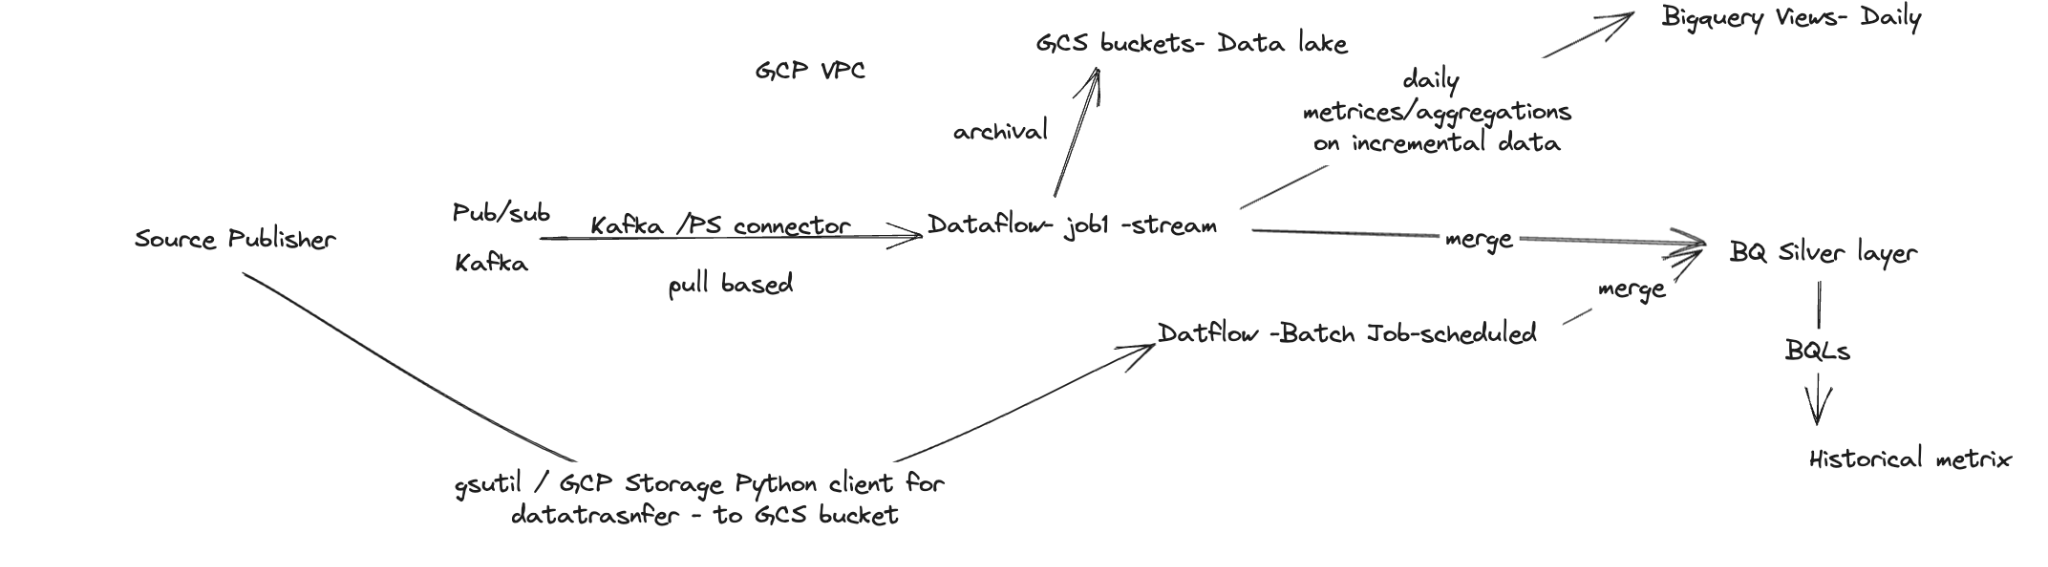 Bigquery Views- Daily
GCS buckets- Data lake
GCP VPC
daily
metrices/aggregations
on incremental data
archival
Pub/sub
Kafka /PS connector
Dataflow- job1 -stream
Source Publisher
merge
BQ Silver layer
Kafka
pull based
merge
Datflow -Batch Job-scheduled
BQLs
Historical metrix
gsutil / GCP Storage Python client for
datatrasnfer - to GCS bucket